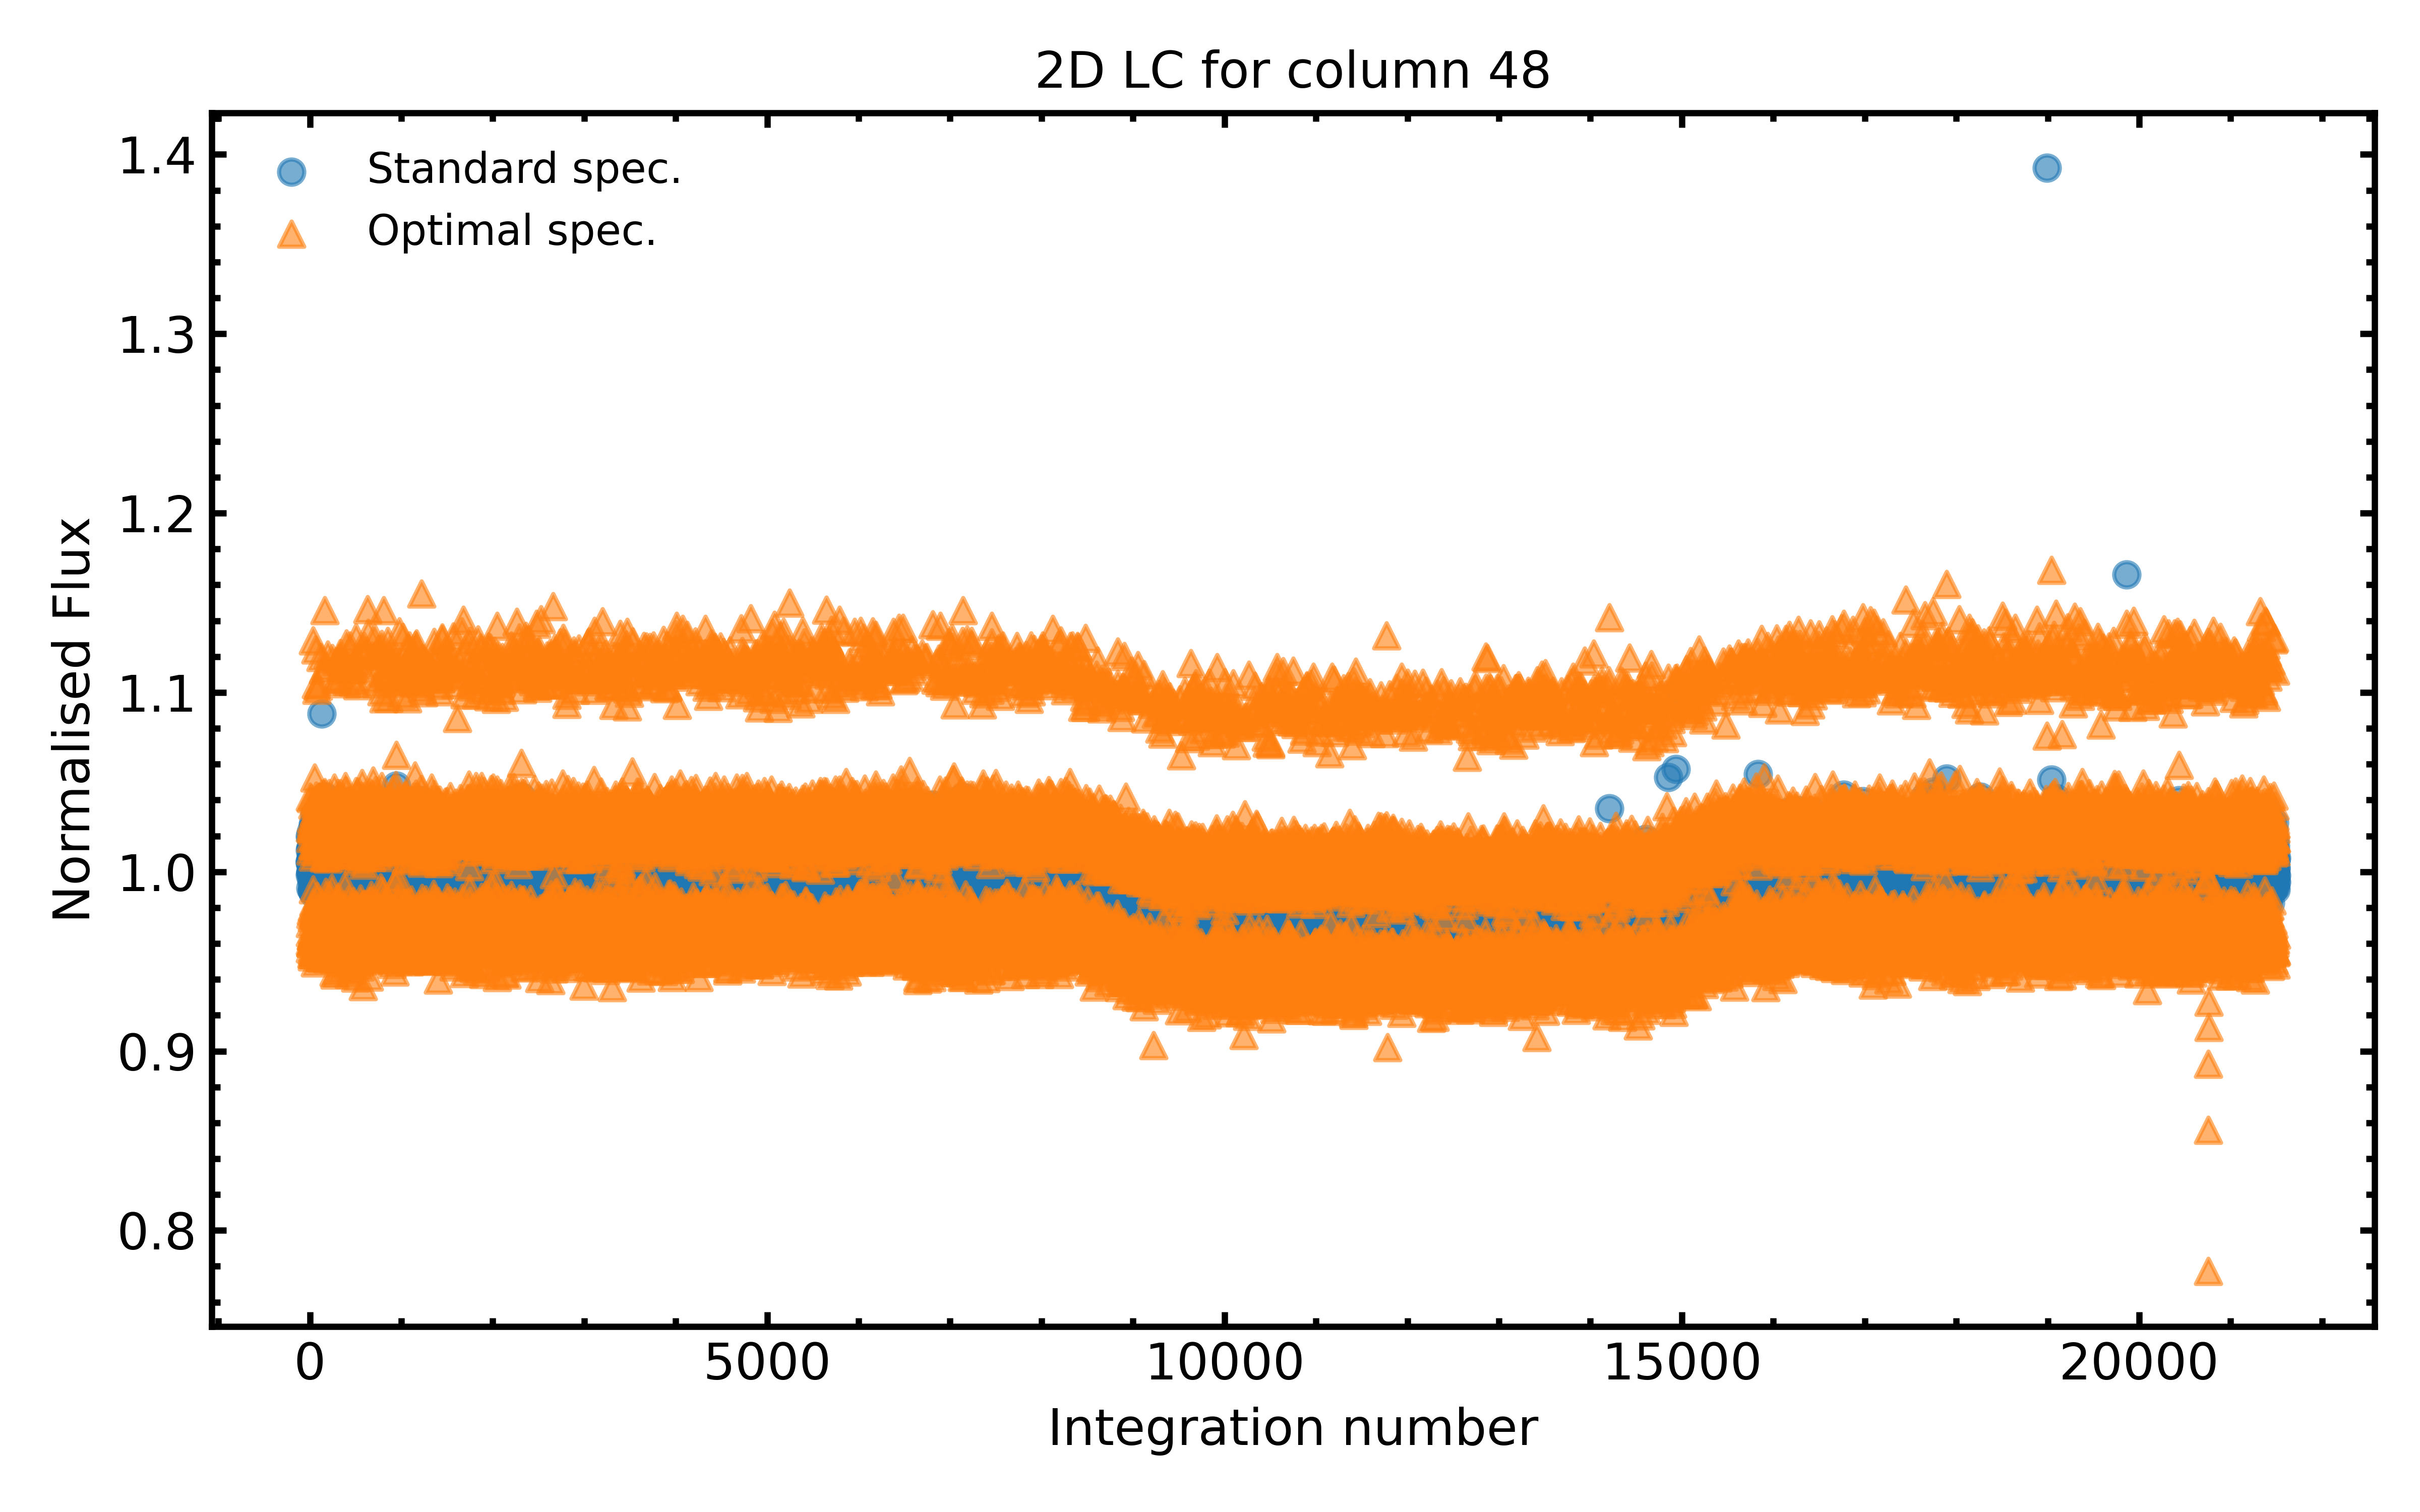 2D LC for column 48
Standard spec.
Optimal spec.
1.4
1.3
1.2
1.1
1.0
0.9
0.8
Normalised Flux
0 5000 10000 15000 20000
Integration number